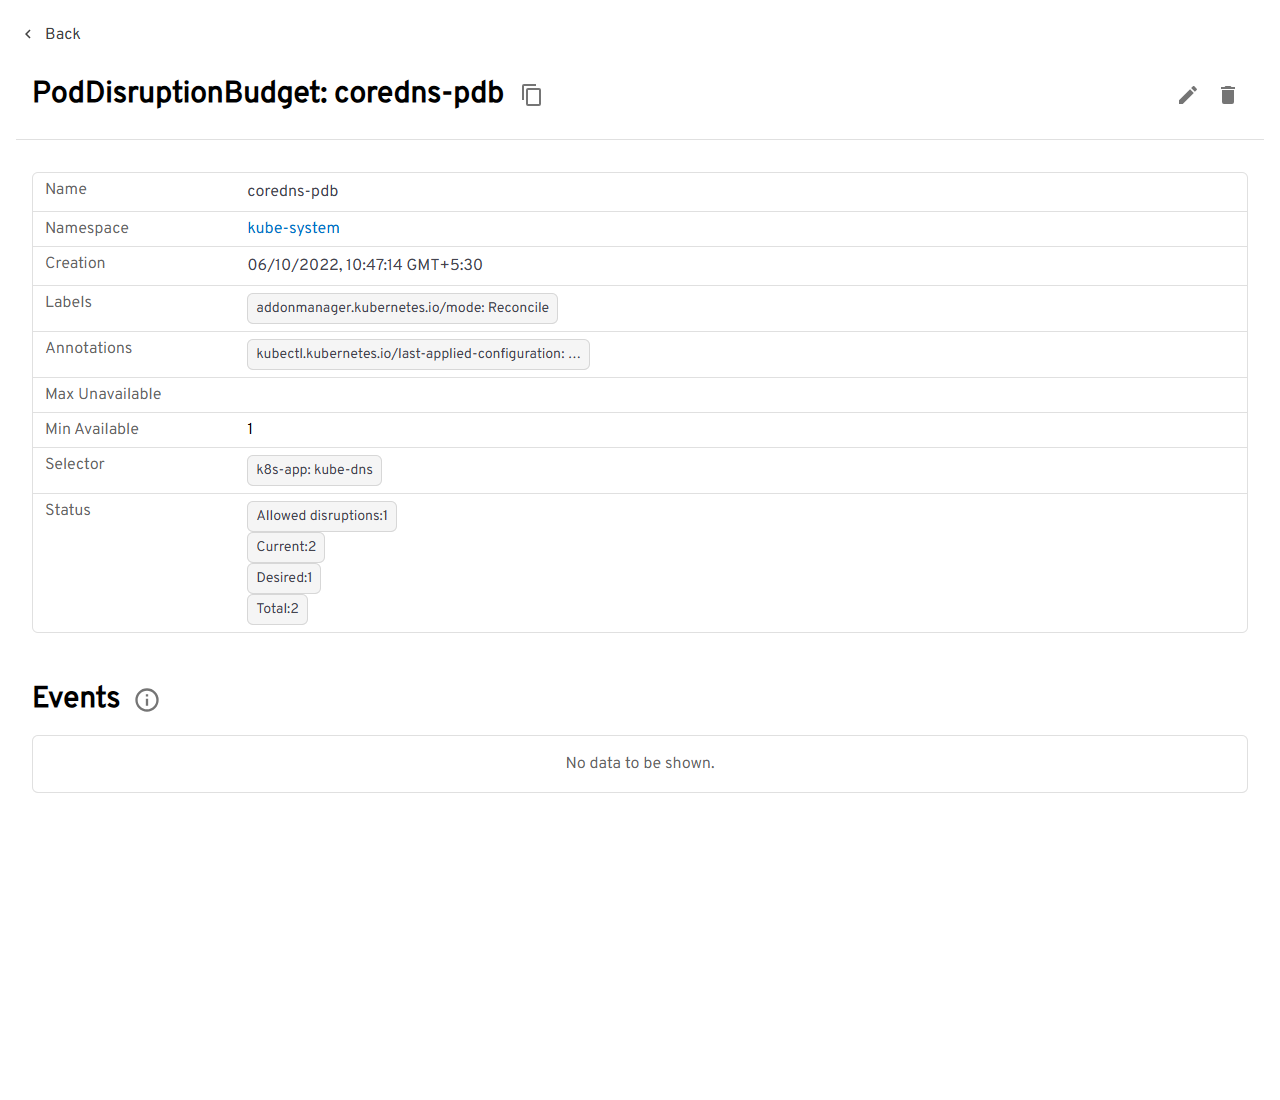 Back
PodDisruptionBudget: coredns-pdb
Name coredns-pdb
Namespace kube-system
Creation 06/10/2022, 10:47:14 GMT+5:30
Labels addonmanager.kubernetes.io/mode: Reconcile
Annotations kubectl.kubernetes.io/last-applied-configuration: …
Max Unavailable
Min Available 1
Selector k8s-app: kube-dns
Status Allowed disruptions:1
Current:2
Desired:1
Total:2
Events
No data to be shown.